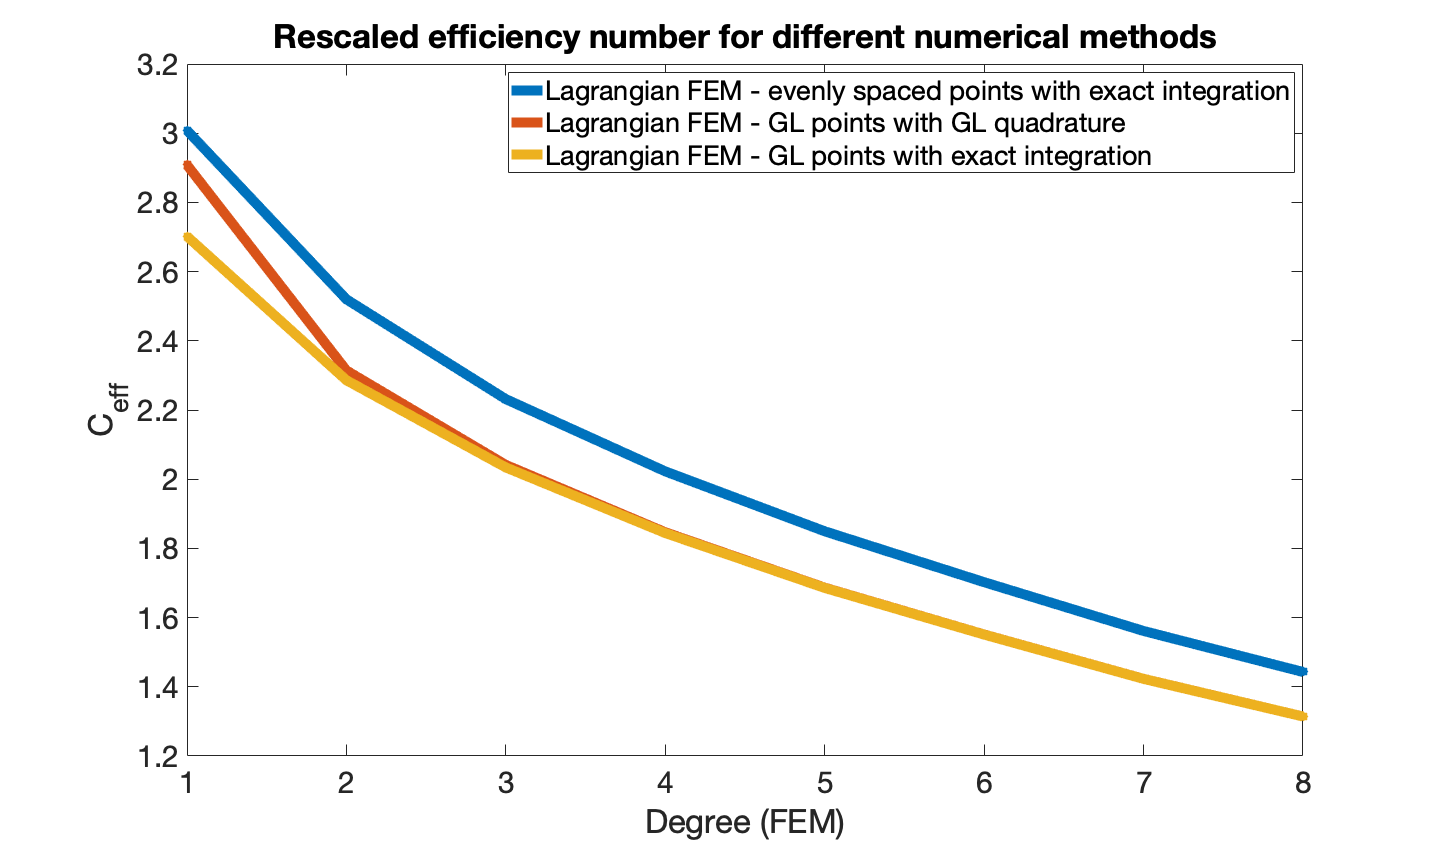 Rescaled efficiency number for different numerical methods
3.2
3
2.8
2.6
2.4
2.2
2
1.8
1.6
1.4
1.2
C_eff
Lagrangian FEM - evenly spaced points with exact integration
Lagrangian FEM - GL points with GL quadrature
Lagrangian FEM - GL points with exact integration
1 2 3 4 5 6 7 8
Degree (FEM)